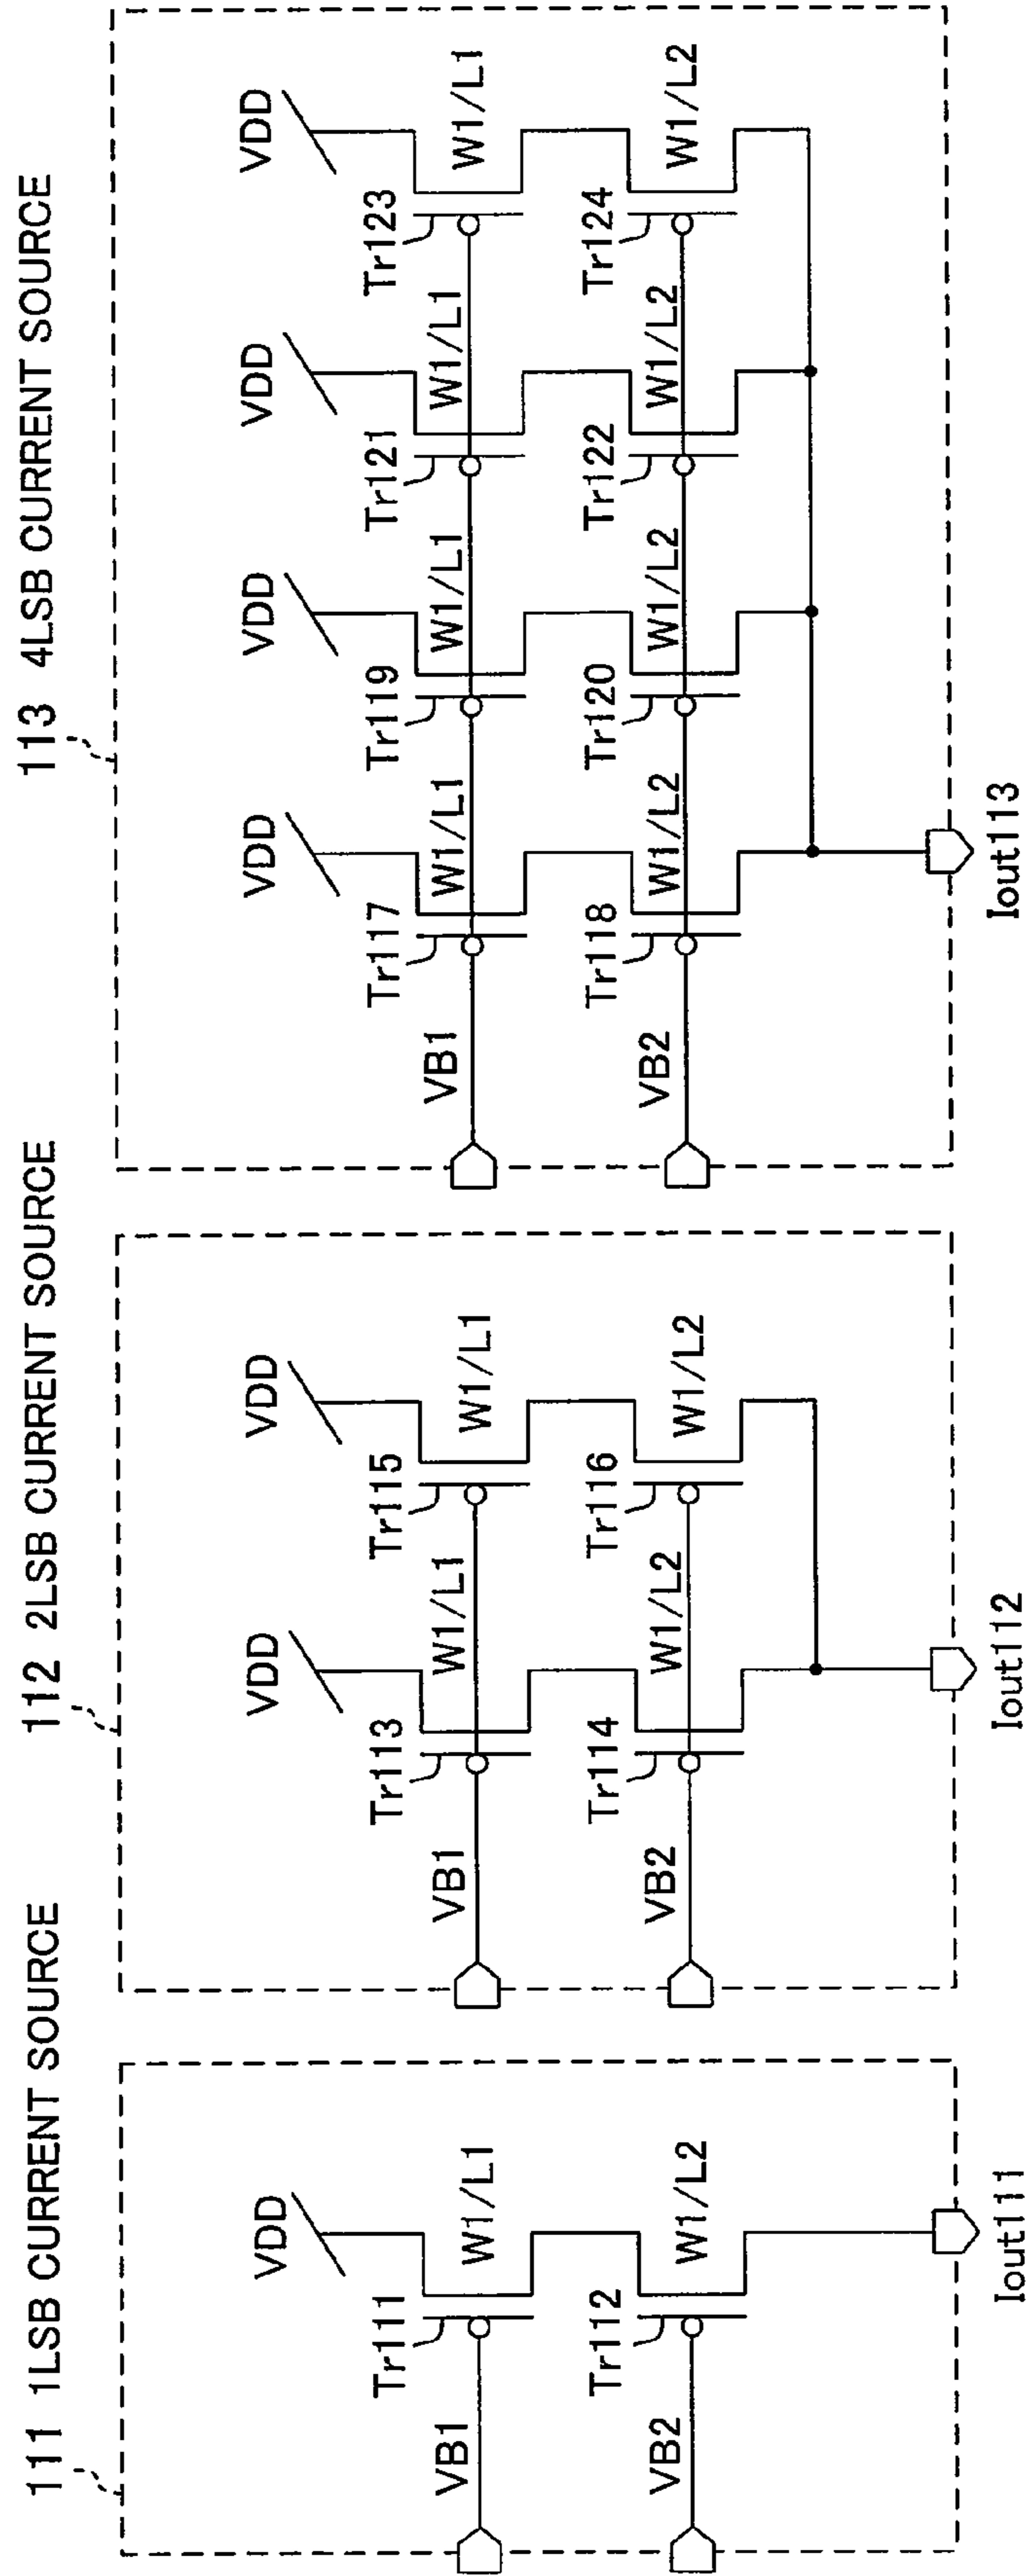 111 1LSB CURRENT SOURCE
VDD
Tr111
W1/L1
VB1
Tr112
W1/L2
VB2
Iout111
112 2LSB CURRENT SOURCE
VDD
VDD
Tr113
W1/L1
Tr115
W1/L1
VB1
Tr114
W1/L2
Tr116
W1/L2
VB2
Iout112
113 4LSB CURRENT SOURCE
VDD
VDD
VDD
VDD
Tr117
W1/L1
Tr119
W1/L1
Tr121
W1/L1
Tr123
W1/L1
VB1
Tr118
W1/L2
Tr120
W1/L2
Tr122
W1/L2
Tr124
W1/L2
VB2
Iout113